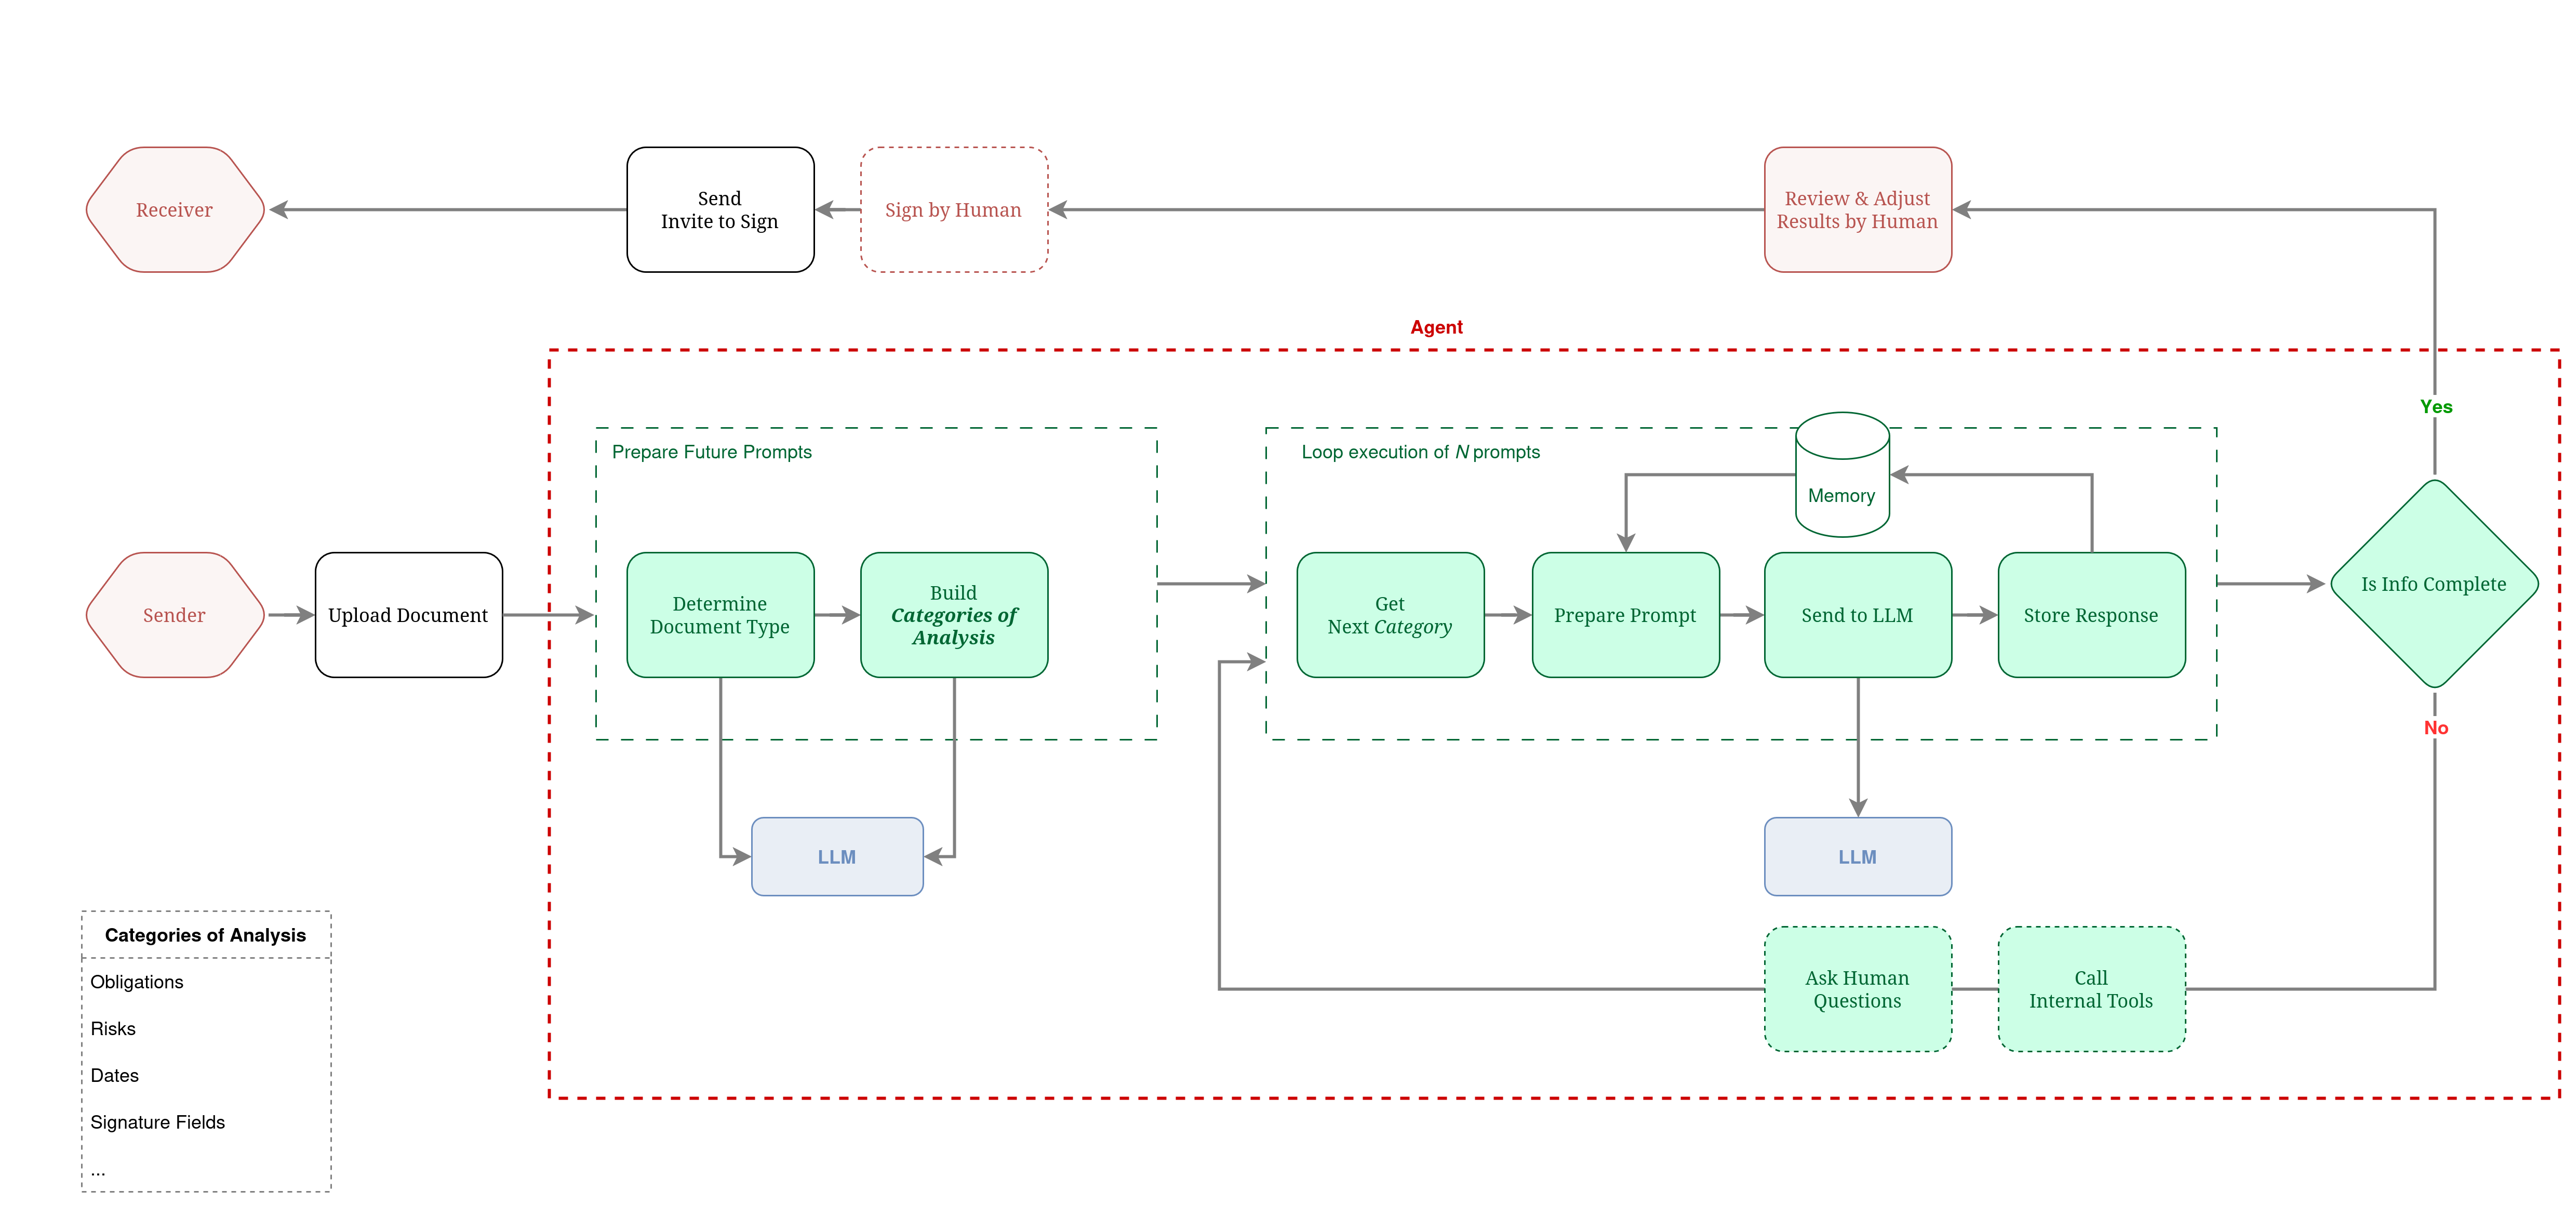 Receiver
Send
Invite to Sign
Sign by Human
Review & Adjust
Results by Human
Agent
Yes
Prepare Future Prompts
Loop execution of N prompts
Memory
Sender
Upload Document
Determine
Document Type
Build
Categories of
Analysis
Get
Next Category
Prepare Prompt
Send to LLM
Store Response
Is Info Complete
No
LLM
LLM
Ask Human
Questions
Call
Internal Tools
Categories of Analysis
Obligations
Risks
Dates
Signature Fields
...